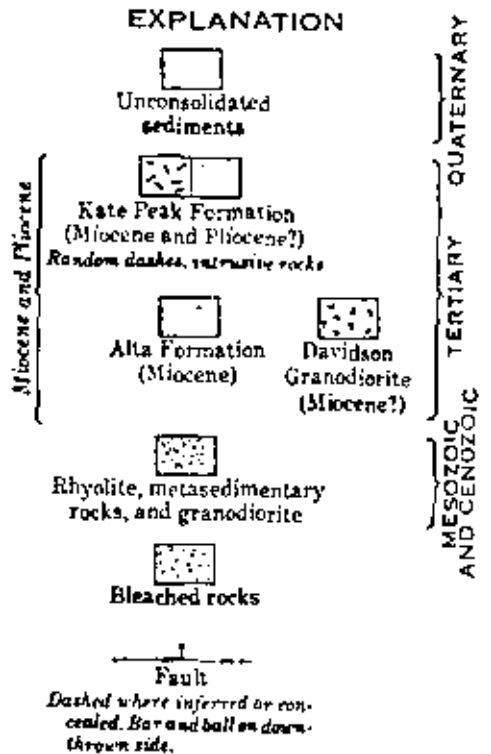 EXPLANATION
Unconsolidated
sediments
QUATERNARY
Kate Peak Formation
(Miocene and Pliocene?)
Random dashes, intrusive rocks
Miocene and Pliocene
Alta Formation
(Miocene)
Davidson
Granodiorite
(Miocene?)
TERTIARY
Rhyolite, metasedimentary
rocks, and granodiorite
MESOZOIC
AND CENOZOIC
Bleached rocks
Fault
Dashed where inferred or con-
cealed. Bar and ball on down-
thrown side.